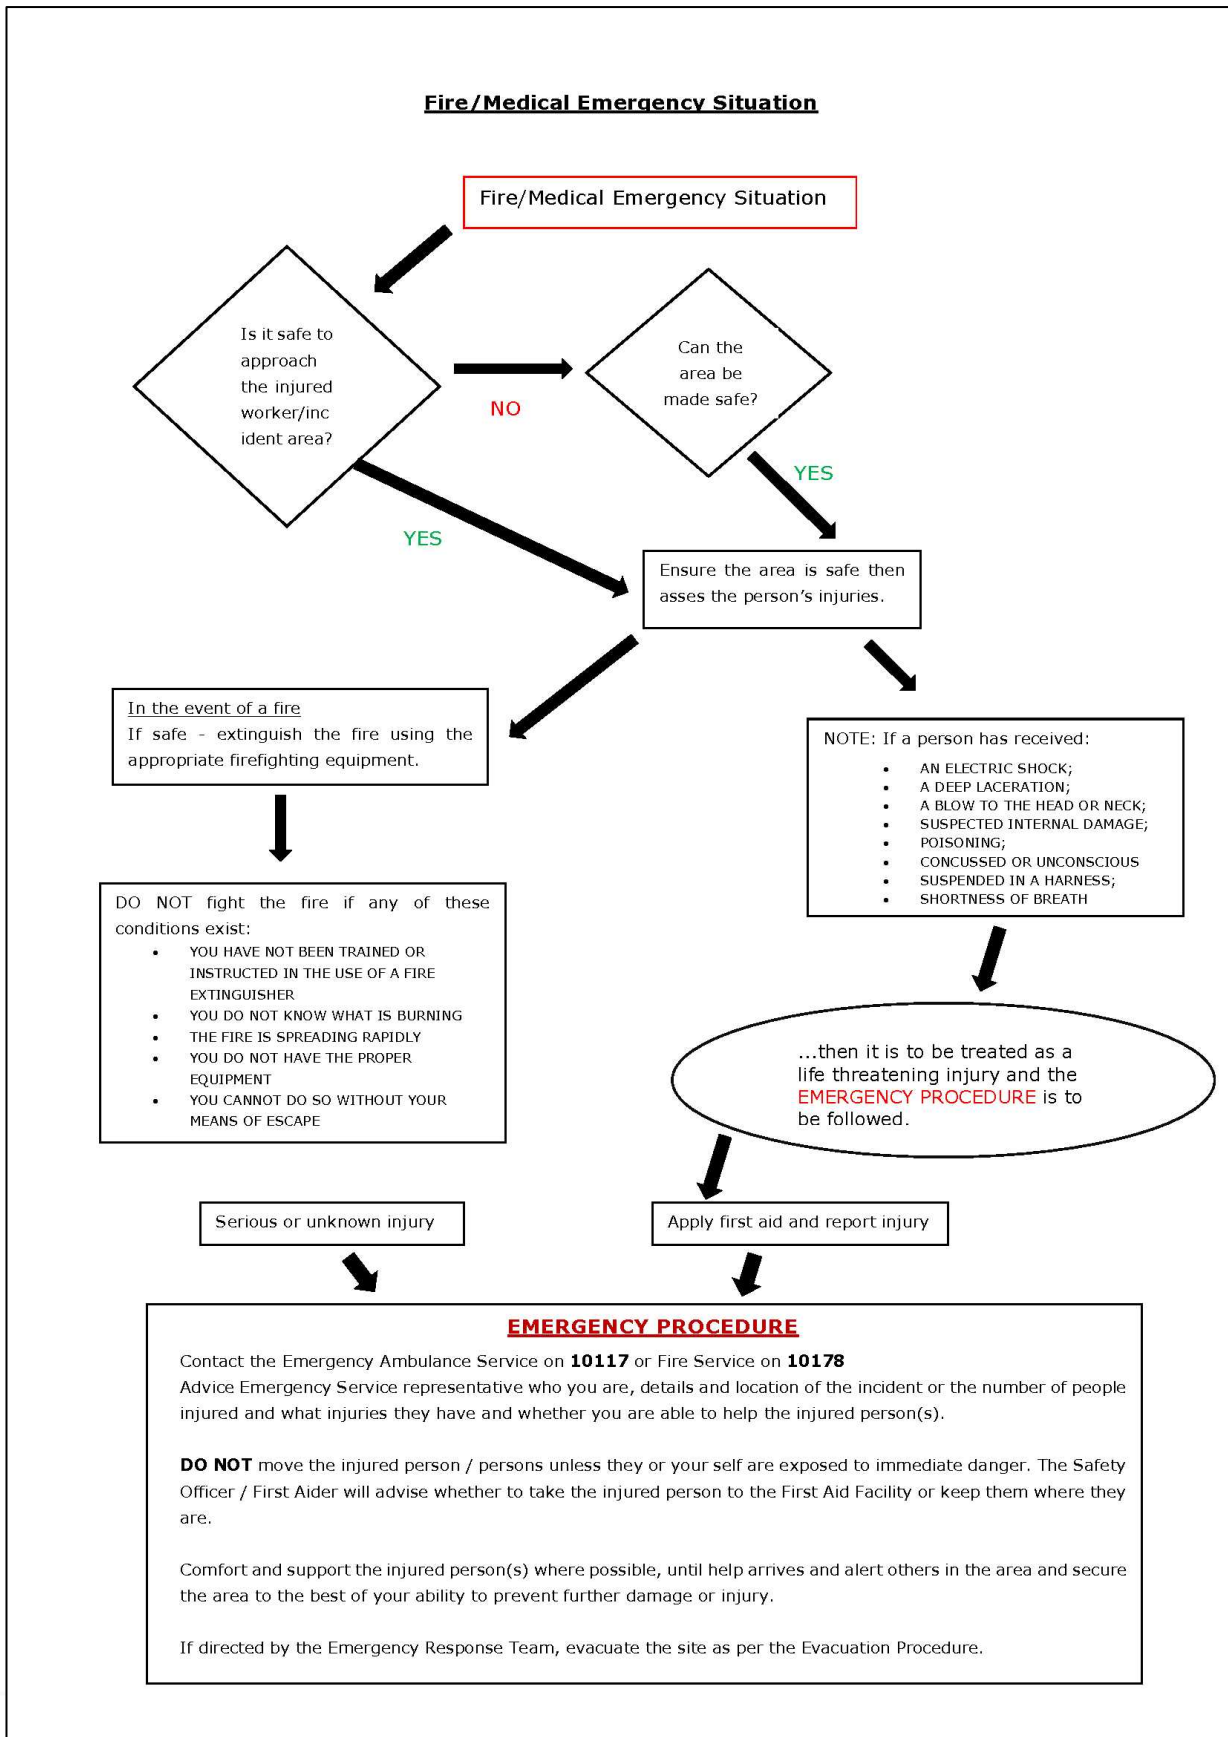 Fire/Medical Emergency Situation
Fire/Medical Emergency Situation
Is it safe to
approach
the injured
worker/inc
ident area?
NO
Can the
area be
made safe?
YES
YES
Ensure the area is safe then
asses the person's injuries.
In the event of a fire
If safe - extinguish the fire using the
appropriate firefighting equipment.
NOTE: If a person has received:
• AN ELECTRIC SHOCK;
• A DEEP LACERATION;
• A BLOW TO THE HEAD OR NECK;
• SUSPECTED INTERNAL DAMAGE;
• POISONING;
• CONCUSSED OR UNCONSCIOUS
• SUSPENDED IN A HARNESS;
• SHORTNESS OF BREATH
DO NOT fight the fire if any of these
conditions exist:
• YOU HAVE NOT BEEN TRAINED OR
INSTRUCTED IN THE USE OF A FIRE
EXTINGUISHER
• YOU DO NOT KNOW WHAT IS BURNING
• THE FIRE IS SPREADING RAPIDLY
• YOU DO NOT HAVE THE PROPER
EQUIPMENT
• YOU CANNOT DO SO WITHOUT YOUR
MEANS OF ESCAPE
...then it is to be treated as a
life threatening injury and the
EMERGENCY PROCEDURE is to
be followed.
Serious or unknown injury
Apply first aid and report injury
EMERGENCY PROCEDURE
Contact the Emergency Ambulance Service on 10117 or Fire Service on 10178
Advice Emergency Service representative who you are, details and location of the incident or the number of people
injured and what injuries they have and whether you are able to help the injured person(s).
DO NOT move the injured person / persons unless they or your self are exposed to immediate danger. The Safety
Officer / First Aider will advise whether to take the injured person to the First Aid Facility or keep them where they
are.
Comfort and support the injured person(s) where possible, until help arrives and alert others in the area and secure
the area to the best of your ability to prevent further damage or injury.
If directed by the Emergency Response Team, evacuate the site as per the Evacuation Procedure.